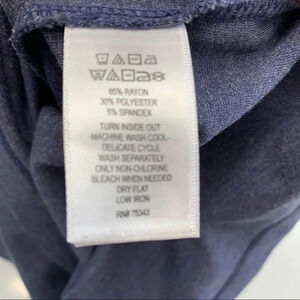 65% RAYON
30% POLYESTER
5% SPANDEX
TURN INSIDE OUT
MACHINE WASH COOL-
DELICATE CYCLE
WASH SEPARATELY
ONLY NON-CHLORINE
BLEACH WHEN NEEDED
DRY FLAT
LOW IRON
RN# 75343